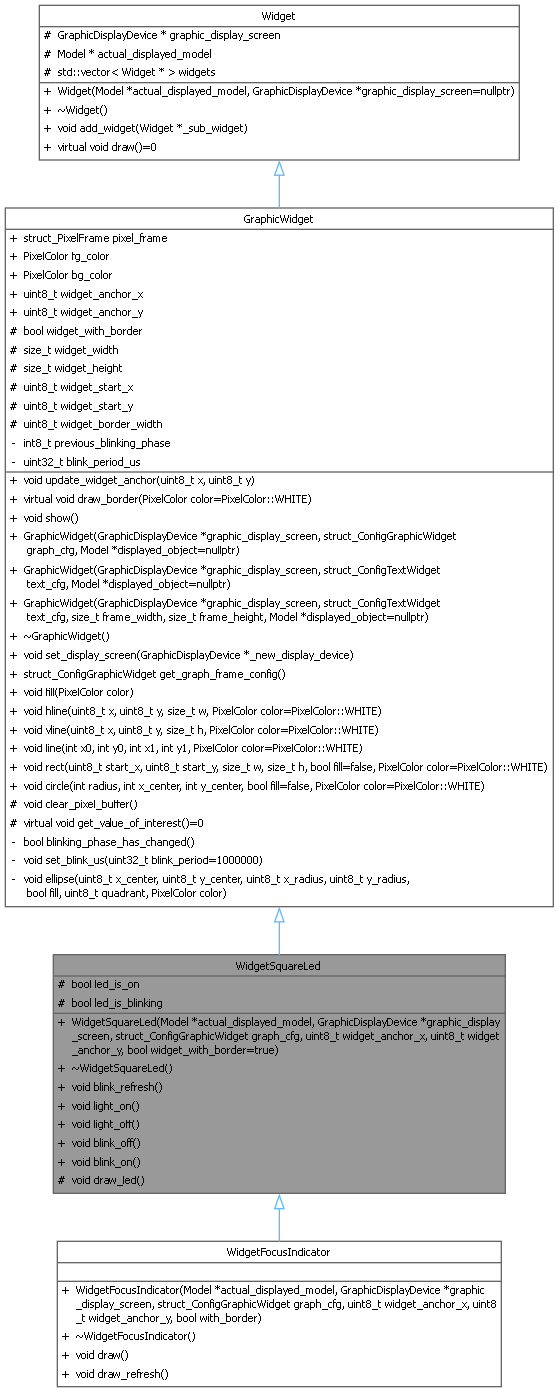 Widget
# GraphicDisplayDevice * graphic_display_screen
# Model * actual_displayed_model
# std::vector< Widget * > widgets
+ Widget(Model *actual_displayed_model, GraphicDisplayDevice *graphic_display_screen=nullptr)
+ ~Widget()
+ void add_widget(Widget *_sub_widget)
+ virtual void draw()=0
GraphicWidget
+ struct_PixelFrame pixel_frame
+ PixelColor fg_color
+ PixelColor bg_color
+ uint8_t widget_anchor_x
+ uint8_t widget_anchor_y
# bool widget_with_border
# size_t widget_width
# size_t widget_height
# uint8_t widget_start_x
# uint8_t widget_start_y
# uint8_t widget_border_width
- int8_t previous_blinking_phase
- uint32_t blink_period_us
+ void update_widget_anchor(uint8_t x, uint8_t y)
+ virtual void draw_border(PixelColor color=PixelColor::WHITE)
+ void show()
+ GraphicWidget(GraphicDisplayDevice *graphic_display_screen, struct_ConfigGraphicWidget
graph_cfg, Model *displayed_object=nullptr)
+ GraphicWidget(GraphicDisplayDevice *graphic_display_screen, struct_ConfigTextWidget
text_cfg, Model *displayed_object=nullptr)
+ GraphicWidget(GraphicDisplayDevice *graphic_display_screen, struct_ConfigTextWidget
text_cfg, size_t frame_width, size_t frame_height, Model *displayed_object=nullptr)
+ ~GraphicWidget()
+ void set_display_screen(GraphicDisplayDevice *_new_display_device)
+ struct_ConfigGraphicWidget get_graph_frame_config()
+ void fill(PixelColor color)
+ void hline(uint8_t x, uint8_t y, size_t w, PixelColor color=PixelColor::WHITE)
+ void vline(uint8_t x, uint8_t y, size_t h, PixelColor color=PixelColor::WHITE)
+ void line(int x0, int y0, int x1, int y1, PixelColor color=PixelColor::WHITE)
+ void rect(uint8_t start_x, uint8_t start_y, size_t w, size_t h, bool fill=false, PixelColor color=PixelColor::WHITE)
+ void circle(int radius, int x_center, int y_center, bool fill=false, PixelColor color=PixelColor::WHITE)
# void clear_pixel_buffer()
# virtual void get_value_of_interest()=0
- bool blinking_phase_has_changed()
- void set_blink_us(uint32_t blink_period=1000000)
- void ellipse(uint8_t x_center, uint8_t y_center, uint8_t x_radius, uint8_t y_radius,
bool fill, uint8_t quadrant, PixelColor color)
WidgetSquareLed
# bool led_is_on
# bool led_is_blinking
+ WidgetSquareLed(Model *actual_displayed_model, GraphicDisplayDevice *graphic_display
_screen, struct_ConfigGraphicWidget graph_cfg, uint8_t widget_anchor_x, uint8_t widget
_anchor_y, bool widget_with_border=true)
+ ~WidgetSquareLed()
+ void blink_refresh()
+ void light_on()
+ void light_off()
+ void blink_off()
+ void blink_on()
# void draw_led()
WidgetFocusIndicator
+ WidgetFocusIndicator(Model *actual_displayed_model, GraphicDisplayDevice *graphic
_display_screen, struct_ConfigGraphicWidget graph_cfg, uint8_t widget_anchor_x, uint8
_t widget_anchor_y, bool with_border)
+ ~WidgetFocusIndicator()
+ void draw()
+ void draw_refresh()